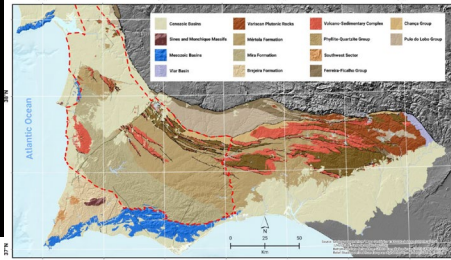 Cenozoic Basins
Sines and Monchique Massifs
Mesozoic Basins
Viar Basin
Variscan Plutonic Rocks
Mértola Formation
Mira Formation
Brejeira Formation
Volcano-Sedimentary Complex
Phyllite-Quartzite Group
Southwest Sector
Ferreira-Ficalho Group
Chança Group
Pulo do Lobo Group
38°N
37°N
Atlantic Ocean
N
0 25 50
Km